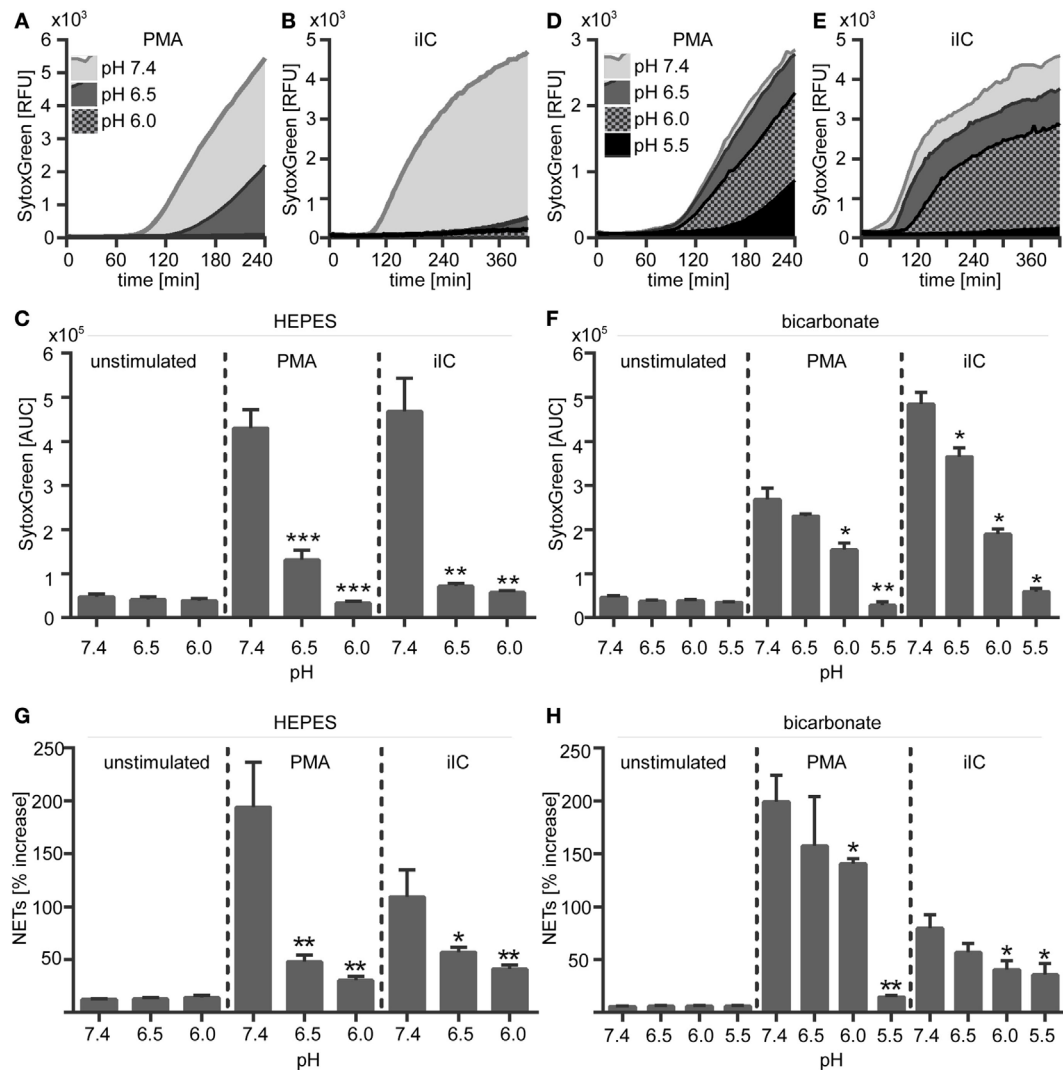 A
x10³
PMA
SytoxGreen [RFU]
6
5
4
3
2
1
0
pH 7.4
pH 6.5
pH 6.0
0 60 120 180 240
time [min]
B
x10³
iIC
SytoxGreen [RFU]
5
4
3
2
1
0
0 120 240 360
time [min]
D
x10³
PMA
SytoxGreen [RFU]
3
2
1
0
pH 7.4
pH 6.5
pH 6.0
pH 5.5
0 60 120 180 240
time [min]
E
x10³
iIC
SytoxGreen [RFU]
5
4
3
2
1
0
0 120 240 360
time [min]
C
x10⁵
HEPES
unstimulated PMA iIC
SytoxGreen [AUC]
6
5
4
3
2
1
0
*** *** ** **
7.4 6.5 6.0 7.4 6.5 6.0 7.4 6.5 6.0
pH
F
x10⁵
bicarbonate
unstimulated PMA iIC
SytoxGreen [AUC]
6
5
4
3
2
1
0
* ** * * *
7.4 6.5 6.0 5.5 7.4 6.5 6.0 5.5 7.4 6.5 6.0 5.5
pH
G
HEPES
unstimulated PMA iIC
NETs [% increase]
250
200
150
100
50
** ** * **
7.4 6.5 6.0 7.4 6.5 6.0 7.4 6.5 6.0
pH
H
bicarbonate
unstimulated PMA iIC
NETs [% increase]
250
200
150
100
50
* ** * *
7.4 6.5 6.0 5.5 7.4 6.5 6.0 5.5 7.4 6.5 6.0 5.5
pH